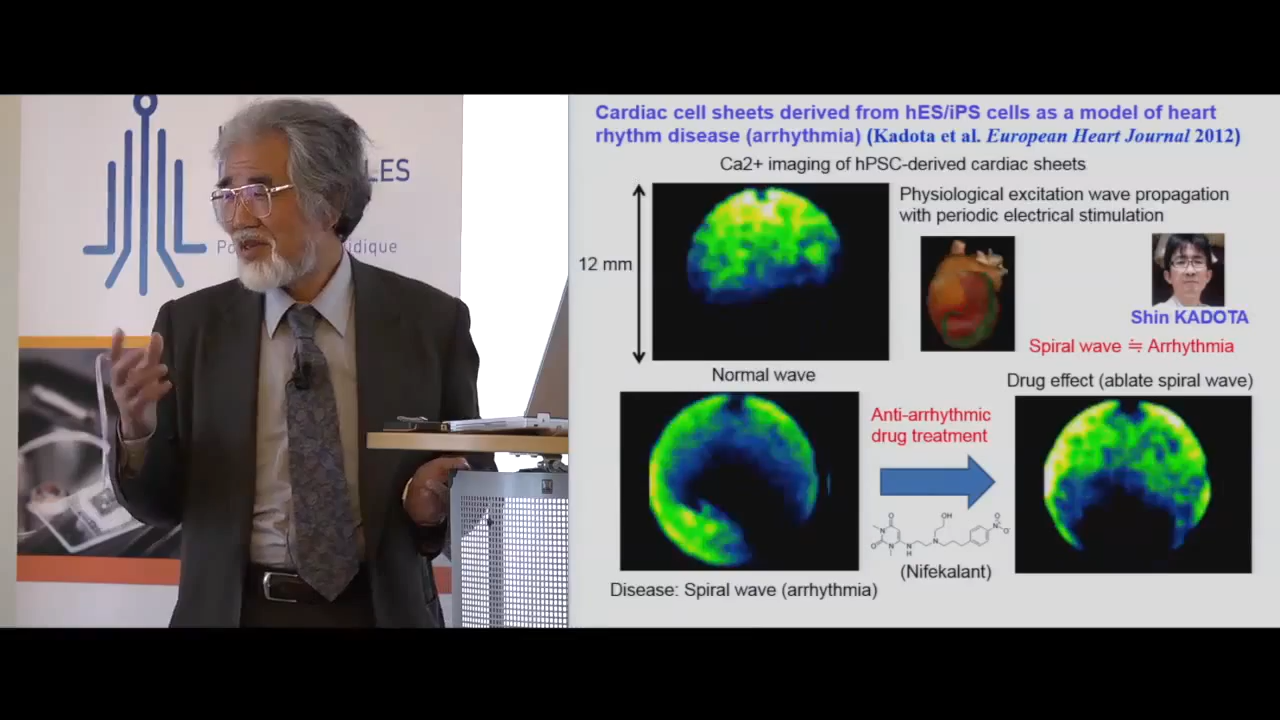 LES
Po
idique
Cardiac cell sheets derived from hES/iPS cells as a model of heart
rhythm disease (arrhythmia) (Kadota et al. European Heart Journal 2012)
Ca2+ imaging of hPSC-derived cardiac sheets
Physiological excitation wave propagation
with periodic electrical stimulation
12 mm
Shin KADOTA
Spiral wave ≒ Arrhythmia
Normal wave
Drug effect (ablate spiral wave)
Anti-arrhythmic
drug treatment
(Nifekalant)
Disease: Spiral wave (arrhythmia)